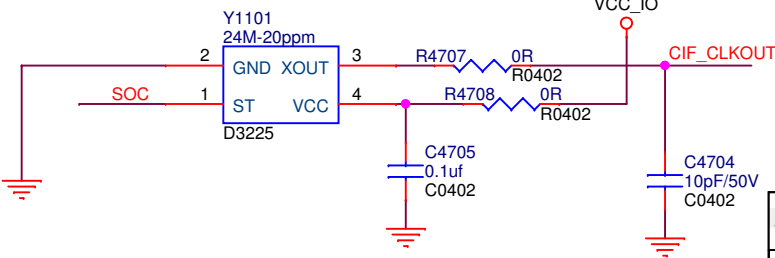 VCC_IO
Y1101
24M-20ppm
2 GND XOUT 3 R4707 0R CIF_CLKOUT
R0402
SOC 1 ST VCC 4 R4708 0R
R0402
D3225
C4705
0.1uf
C0402
C4704
10pF/50V
C0402